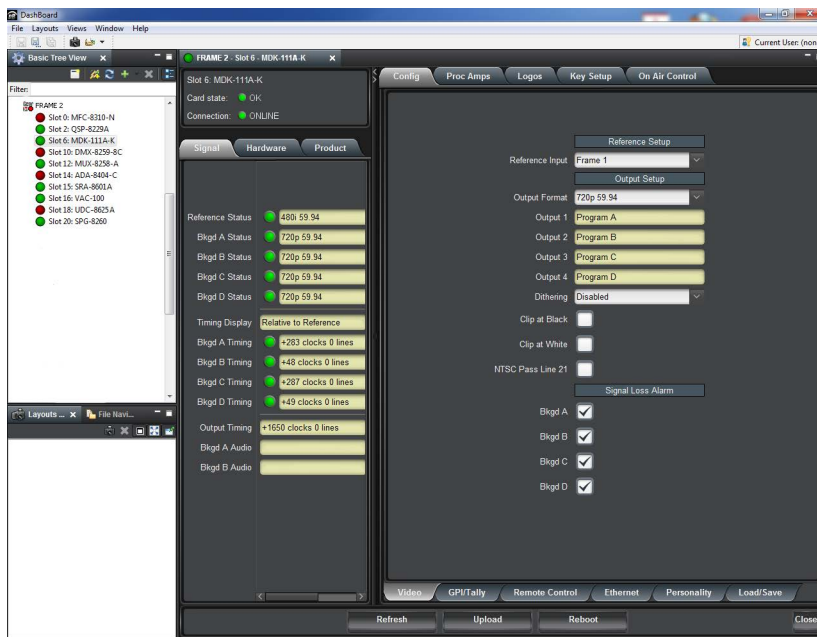 DashBoard
File Layouts Views Window Help
Current User: (non
Basic Tree View
Filter:
FRAME 2
Slot 0: MFC-8310-N
Slot 2: QSP-8229A
Slot 6: MDK-111A-K
Slot 10: DMX-8259-8C
Slot 12: MUX-8258-A
Slot 14: ADA-8404-C
Slot 15: SRA-8601A
Slot 16: VAC-100
Slot 18: UDC-8625A
Slot 20: SPG-8260
Layouts ... File Navi...
FRAME 2 - Slot 6 - MDK-111A-K
Slot 6: MDK-111A-K
Card state: OK
Connection: ONLINE
Signal Hardware Product
Reference Status 480i 59.94
Bkgd A Status 720p 59.94
Bkgd B Status 720p 59.94
Bkgd C Status 720p 59.94
Bkgd D Status 720p 59.94
Timing Display Relative to Reference
Bkgd A Timing +283 clocks 0 lines
Bkgd B Timing +48 clocks 0 lines
Bkgd C Timing +287 clocks 0 lines
Bkgd D Timing +49 clocks 0 lines
Output Timing +1650 clocks 0 lines
Bkgd A Audio
Bkgd B Audio
Config Proc Amps Logos Key Setup On Air Control
Reference Setup
Reference Input Frame 1
Output Setup
Output Format 720p 59.94
Output 1 Program A
Output 2 Program B
Output 3 Program C
Output 4 Program D
Dithering Disabled
Clip at Black
Clip at White
NTSC Pass Line 21
Signal Loss Alarm
Bkgd A
Bkgd B
Bkgd C
Bkgd D
Video GPI/Tally Remote Control Ethernet Personality Load/Save
Refresh Upload Reboot Close